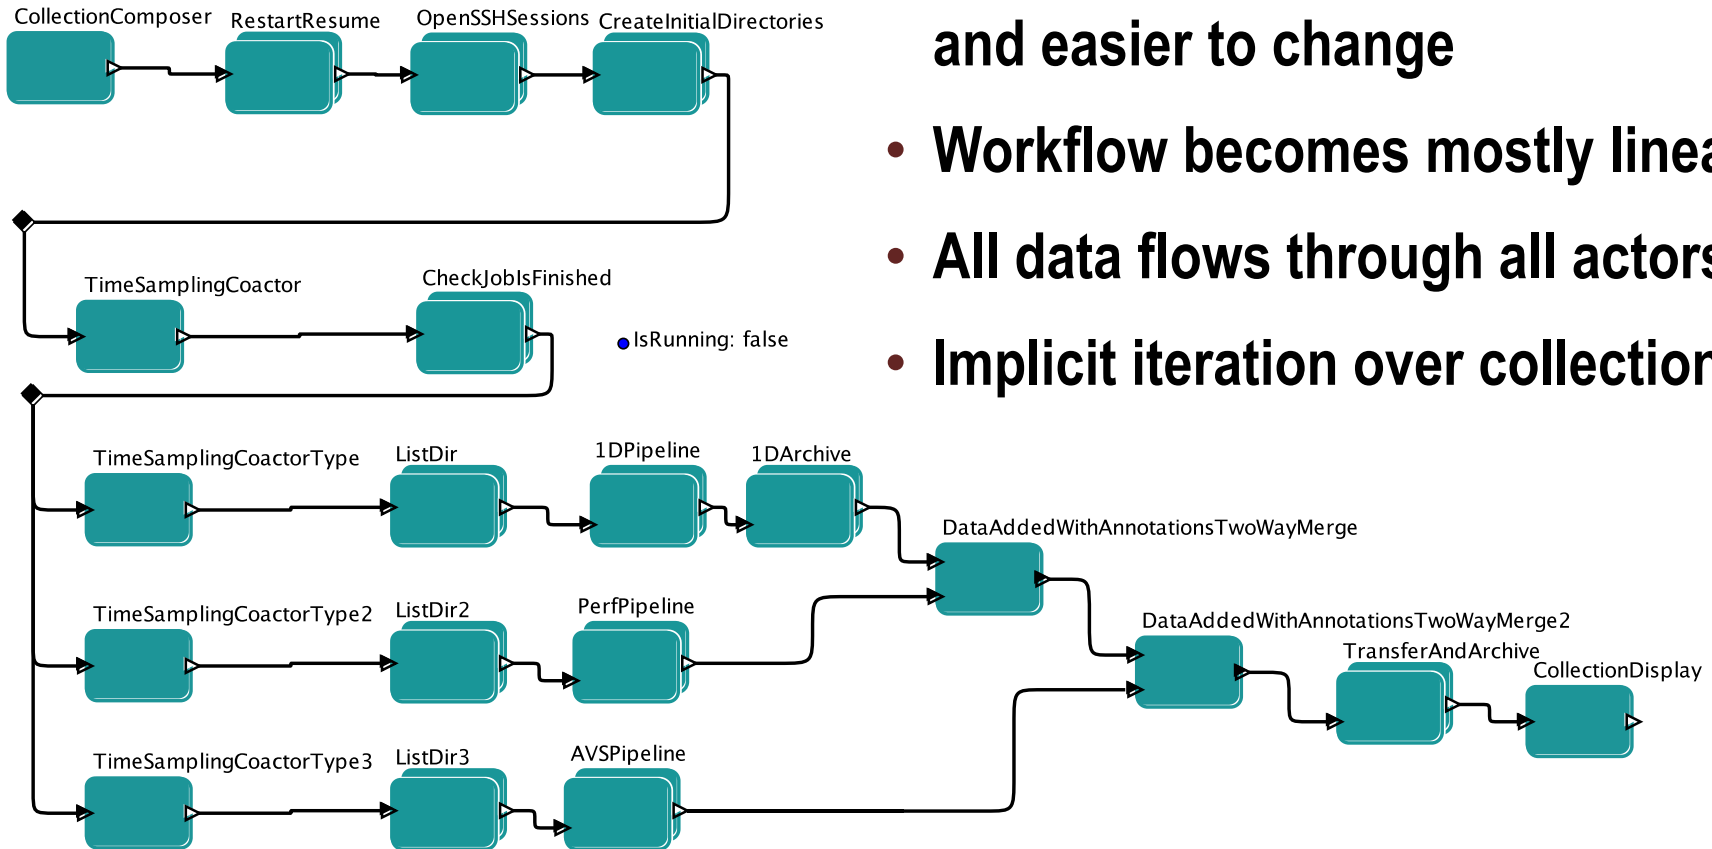 CollectionComposer
RestartResume
OpenSSHSessions
CreateInitialDirectories
and easier to change
• Workflow becomes mostly linea
• All data flows through all actors
• Implicit iteration over collection
TimeSamplingCoactor
CheckJobIsFinished
IsRunning: false
TimeSamplingCoactorType
ListDir
1DPipeline
1DArchive
DataAddedWithAnnotationsTwoWayMerge
TimeSamplingCoactorType2
ListDir2
PerfPipeline
DataAddedWithAnnotationsTwoWayMerge2
TransferAndArchive
CollectionDisplay
TimeSamplingCoactorType3
ListDir3
AVSPipeline